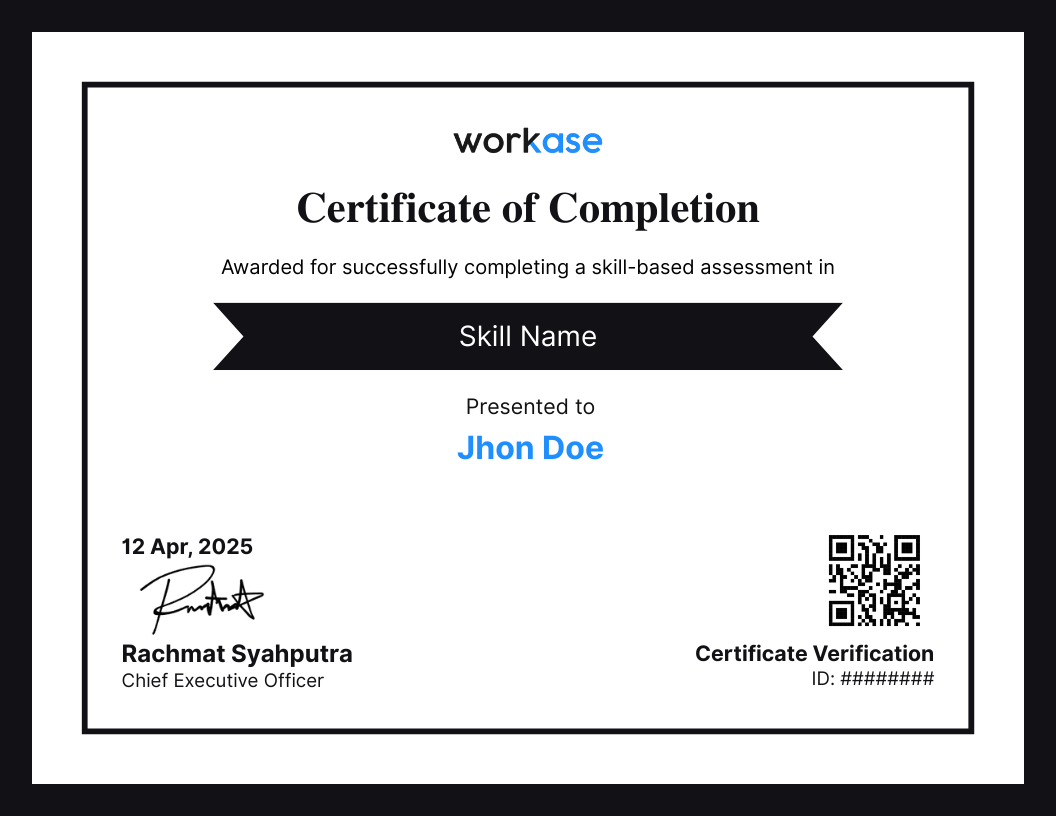 workase
Certificate of Completion
Awarded for successfully completing a skill-based assessment in
Skill Name
Presented to
Jhon Doe
12 Apr, 2025
Rachmat Syahputra
Chief Executive Officer
Certificate Verification
ID: ########